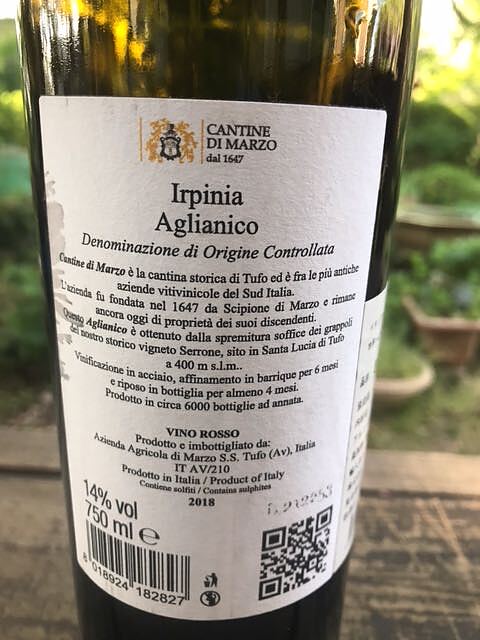 CANTINE
DI MARZO
dal 1647
Irpinia
Aglianico
Denominazione di Origine Controllata
Cantine di Marzo è la cantina storica di Tufo ed è fra le più antiche
aziende vitivinicole del Sud Italia.
L'azienda fu fondata nel 1647 da Scipione di Marzo e rimane
ancora oggi di proprietà dei suoi discendenti.
Questo Aglianico è ottenuto dalla spremitura soffice dei grappoli
del nostro storico vigneto Serrone, sito in Santa Lucia di Tufo
a 400 m s.l.m..
Vinificazione in acciaio, affinamento in barrique per 6 mesi
e riposo in bottiglia per almeno 4 mesi.
Prodotto in circa 6000 bottiglie ad annata.
VINO ROSSO
Prodotto e imbottigliato da:
Azienda Agricola di Marzo S.S. Tufo (Av), Italia
IT AV/210
Prodotto in Italia / Product of Italy
Contiene solfiti / Contains sulphites
2018
14% vol
750 ml e
8 018924 182827